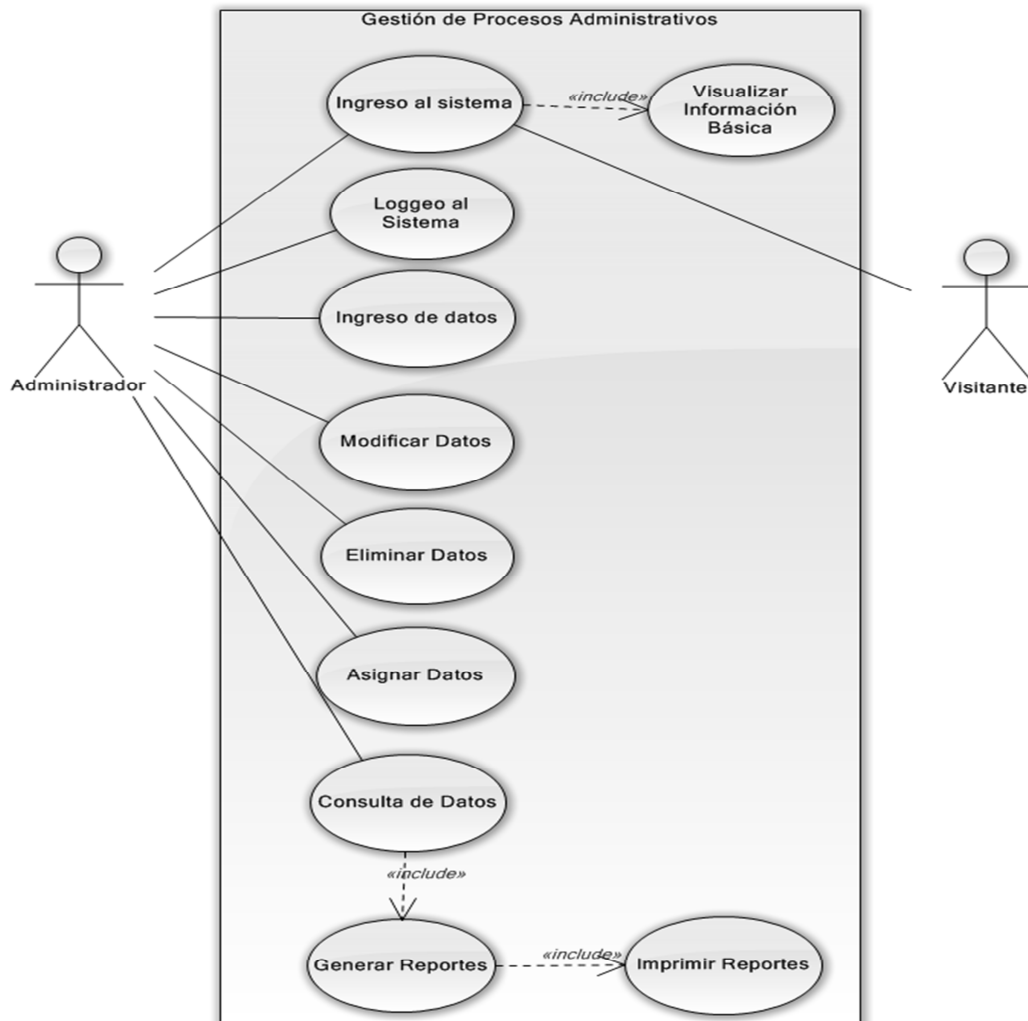 Gestión de Procesos Administrativos
Ingreso al sistema
«include»
Visualizar
Información
Básica
Loggeo al
Sistema
Ingreso de datos
Administrador
Visitante
Modificar Datos
Eliminar Datos
Asignar Datos
Consulta de Datos
«include»
Generar Reportes
«include»
Imprimir Reportes